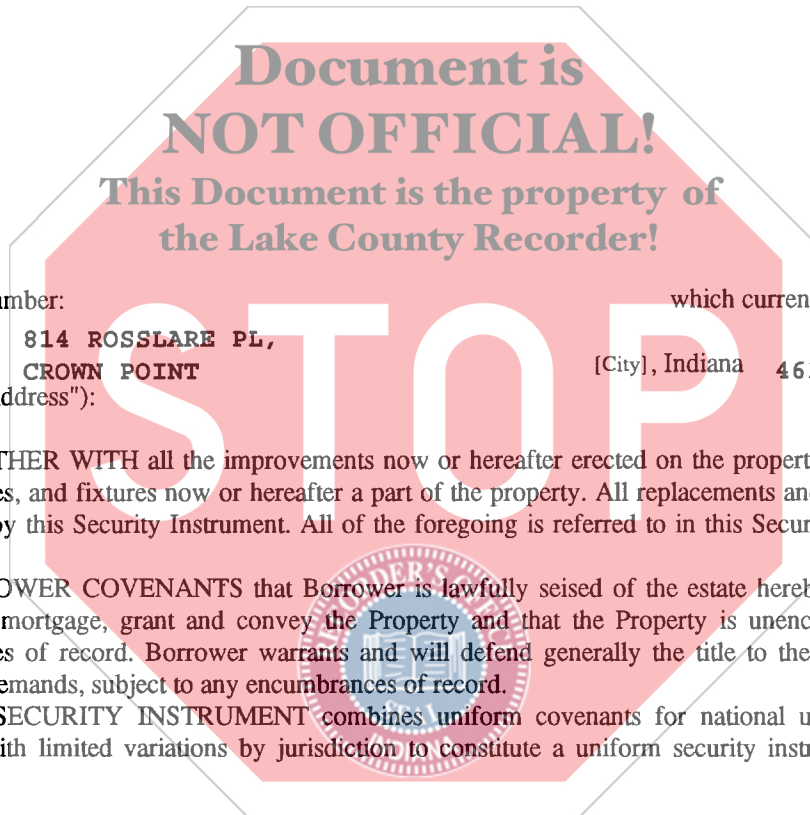 Document is
NOT OFFICIAL!
This Document is the property of
the Lake County Recorder!
mber: which curren
814 ROSSLARE PL,
CROWN POINT [City], Indiana 46
ddress"):
STOP
THER WITH all the improvements now or hereafter erected on the propert
es, and fixtures now or hereafter a part of the property. All replacements an
by this Security Instrument. All of the foregoing is referred to in this Secur
OWER COVENANTS that Borrower is lawfully seised of the estate hereb
mortgage, grant and convey the Property and that the Property is unenc
es of record. Borrower warrants and will defend generally the title to the
emands, subject to any encumbrances of record.
SECURITY INSTRUMENT combines uniform covenants for national u
ith limited variations by jurisdiction to constitute a uniform security instr
SEAL
INDIANA